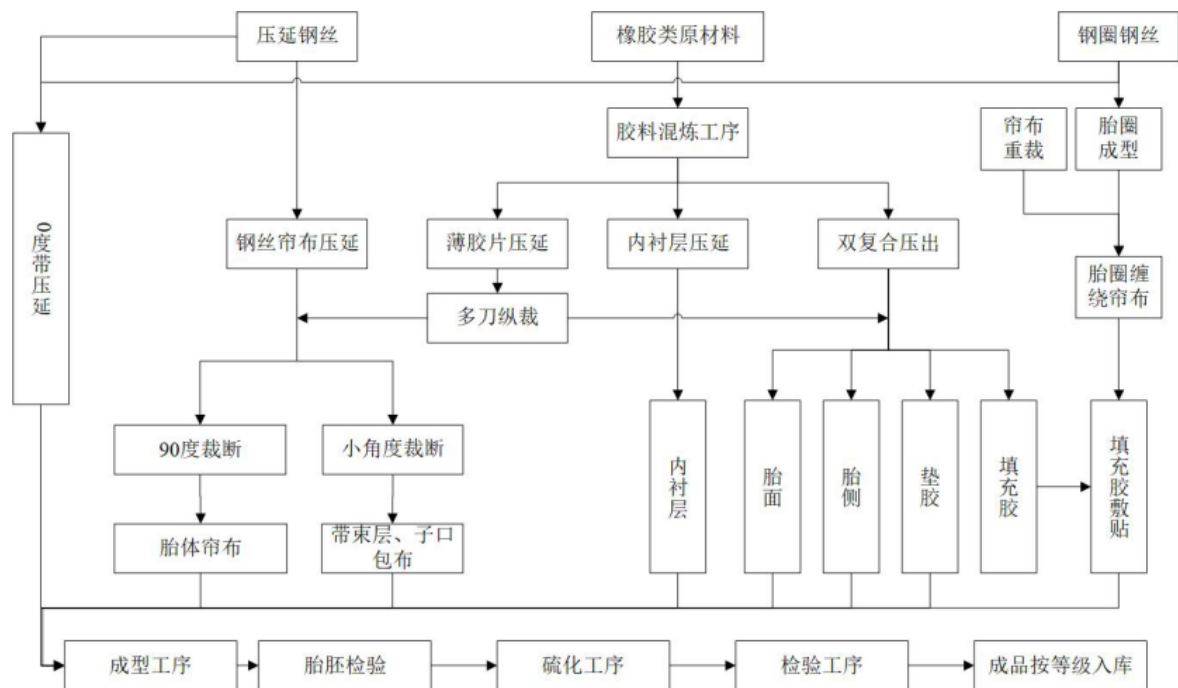 压延钢丝
橡胶类原材料
钢圈钢丝
0度带压延
胶料混炼工序
帘布
重裁
胎圈
成型
钢丝帘布压延
薄胶片压延
内衬层压延
双复合压出
胎圈缠
绕帘布
多刀纵裁
90度裁断
小角度裁断
内衬层
胎面
胎侧
垫胶
填充胶
填充胶敷贴
胎体帘布
带束层、子口
包布
成型工序
胎胚检验
硫化工序
检验工序
成品按等级入库